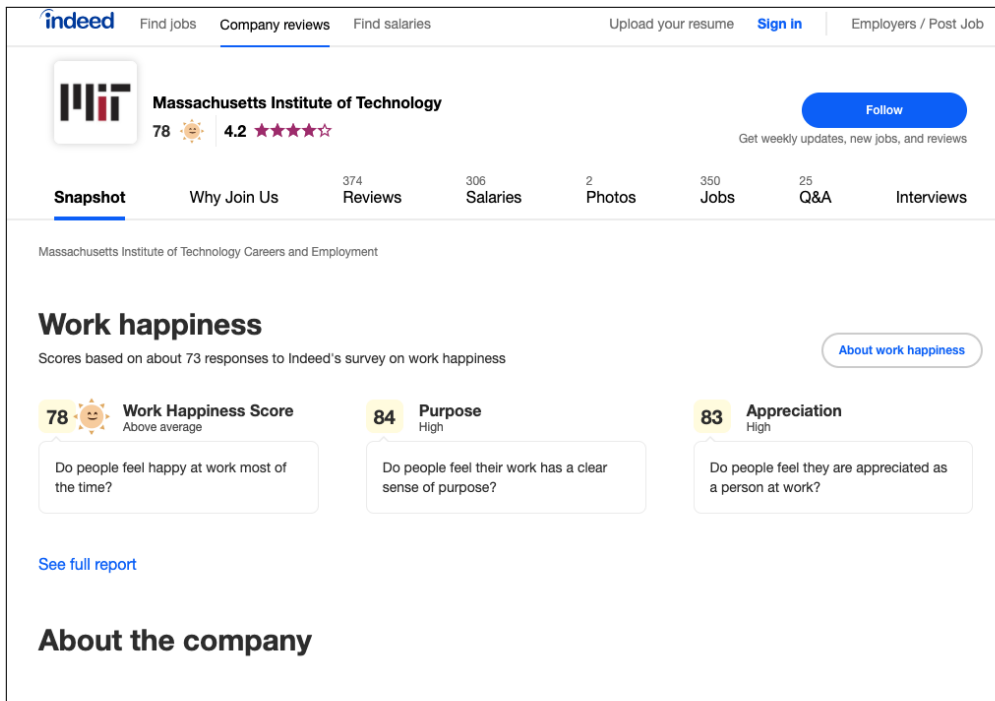 indeed Find jobs Company reviews Find salaries Upload your resume Sign in Employers / Post Job
MiT
Massachusetts Institute of Technology
78 4.2
Follow
Get weekly updates, new jobs, and reviews
374 306 2 350 25
Snapshot Why Join Us Reviews Salaries Photos Jobs Q&A Interviews
Massachusetts Institute of Technology Careers and Employment
Work happiness
Scores based on about 73 responses to Indeed's survey on work happiness
About work happiness
78 Work Happiness Score
Above average
Do people feel happy at work most of
the time?
84 Purpose
High
Do people feel their work has a clear
sense of purpose?
83 Appreciation
High
Do people feel they are appreciated as
a person at work?
See full report
About the company